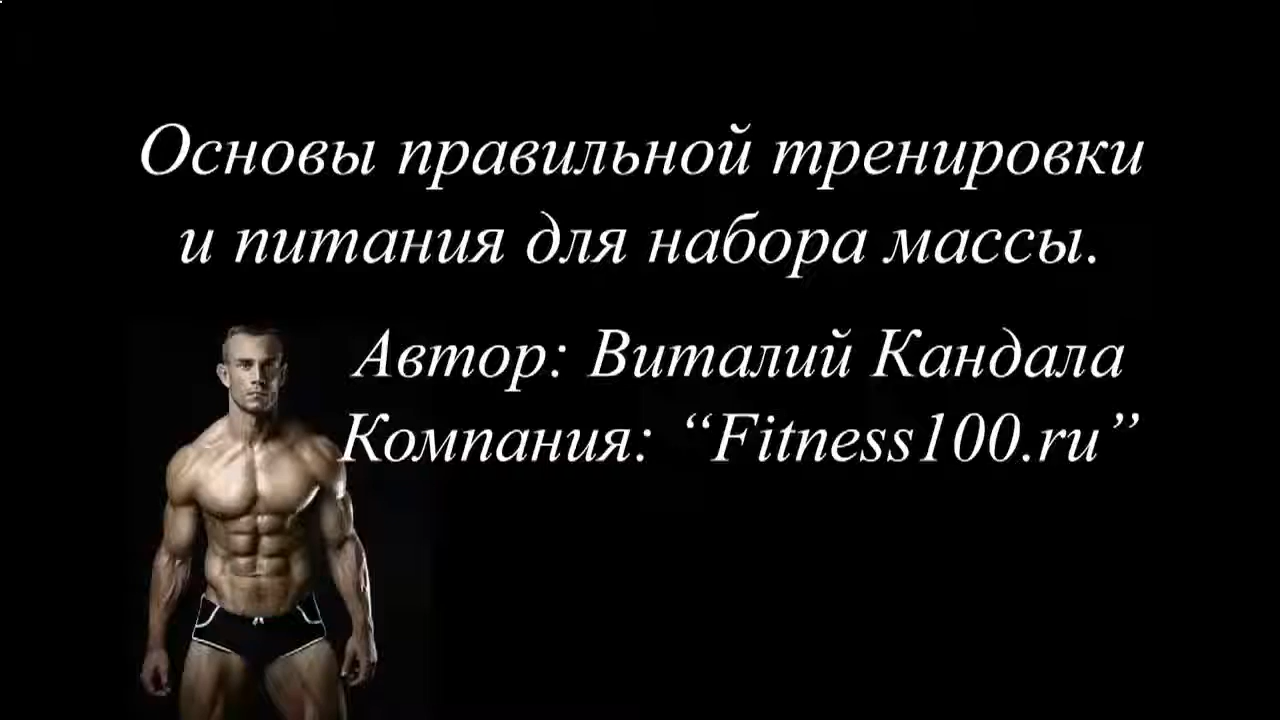 Основы правильной тренировки
и питания для набора массы.
Автор: Виталий Кандала
Компания: “Fitness100.ru”